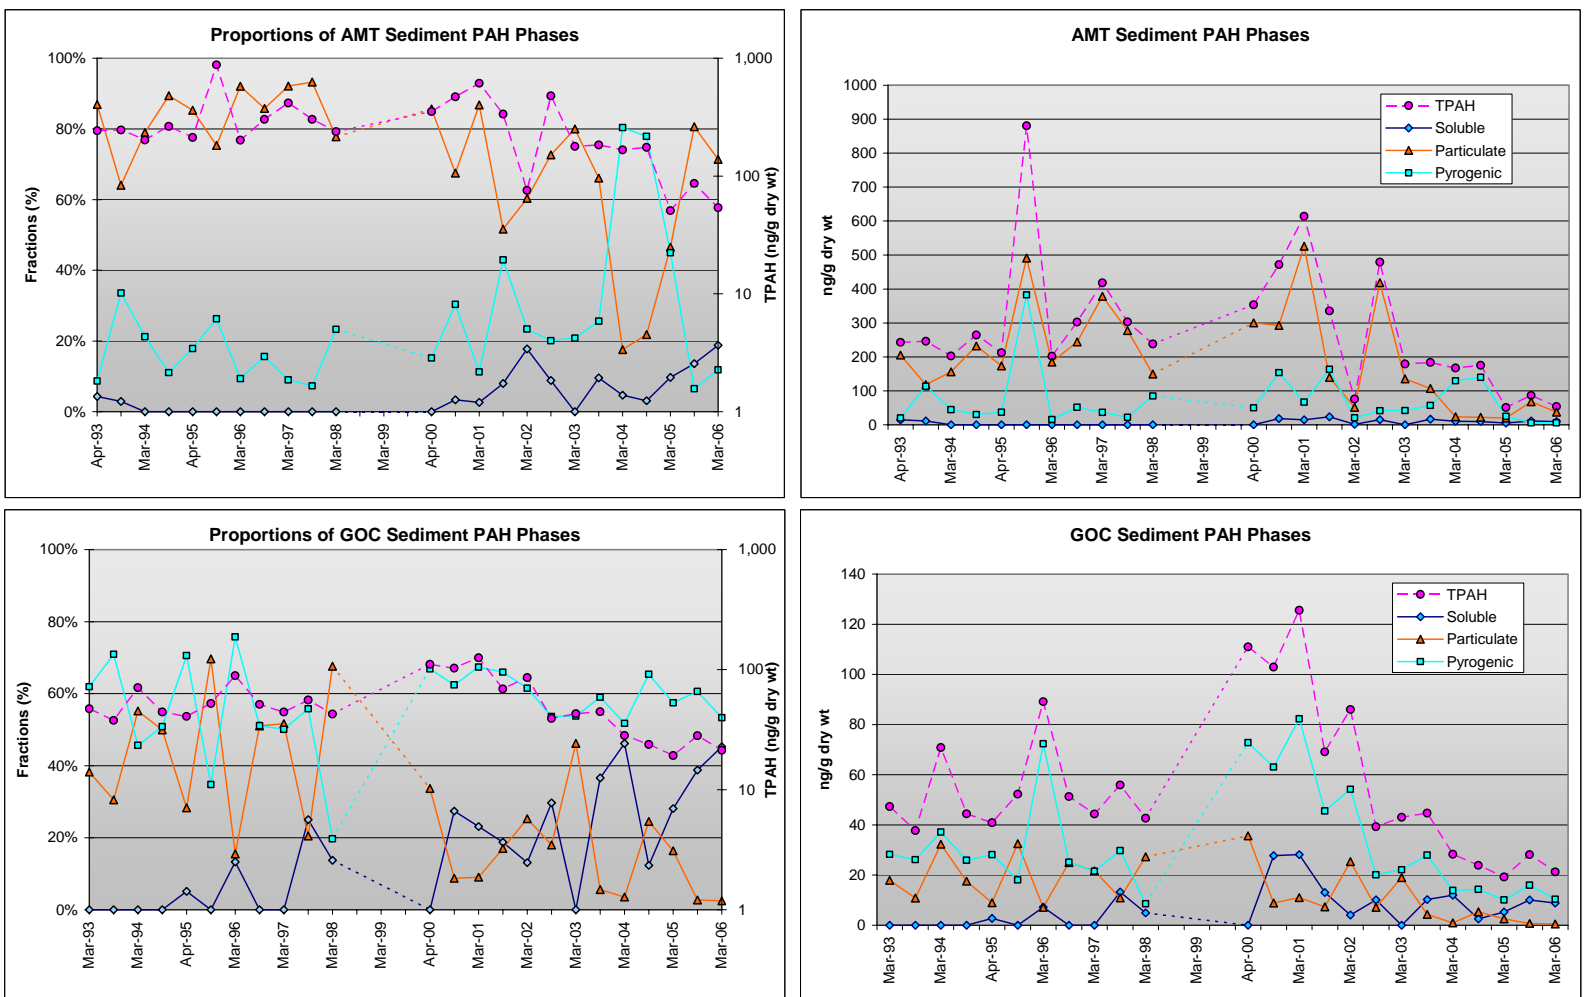 Proportions of AMT Sediment PAH Phases
100%
80%
60%
40%
20%
0%
Fractions (%)
1,000
100
10
1
TPAH (ng/g dry wt)
Apr-93
Mar-94
Apr-95
Mar-96
Mar-97
Mar-98
Mar-99
Apr-00
Mar-01
Mar-02
Mar-03
Mar-04
Mar-05
Mar-06
AMT Sediment PAH Phases
1000
900
800
700
600
500
400
300
200
100
0
ng/g dry wt
TPAH
Soluble
Particulate
Pyrogenic
Apr-93
Mar-94
Apr-95
Mar-96
Mar-97
Mar-98
Mar-99
Apr-00
Mar-01
Mar-02
Mar-03
Mar-04
Mar-05
Mar-06
Proportions of GOC Sediment PAH Phases
100%
80%
60%
40%
20%
0%
Fractions (%)
1,000
100
10
1
TPAH (ng/g dry wt)
Mar-93
Mar-94
Apr-95
Mar-96
Mar-97
Mar-98
Mar-99
Apr-00
Mar-01
Mar-02
Mar-03
Mar-04
Mar-05
Mar-06
GOC Sediment PAH Phases
140
120
100
80
60
40
20
0
ng/g dry wt
TPAH
Soluble
Particulate
Pyrogenic
Mar-93
Mar-94
Apr-95
Mar-96
Mar-97
Mar-98
Mar-99
Apr-00
Mar-01
Mar-02
Mar-03
Mar-04
Mar-05
Mar-06